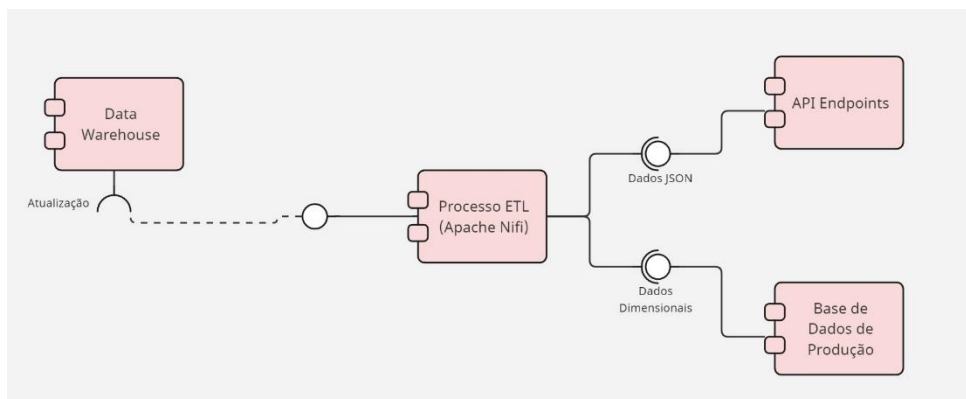 Data
Warehouse
Atualização
Processo ETL
(Apache Nifi)
Dados JSON
API Endpoints
Dados
Dimensionais
Base de
Dados de
Produção